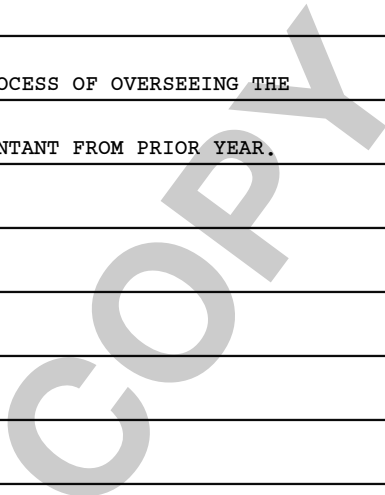 OCESS OF OVERSEEING THE
NTANT FROM PRIOR YEAR.
COPY